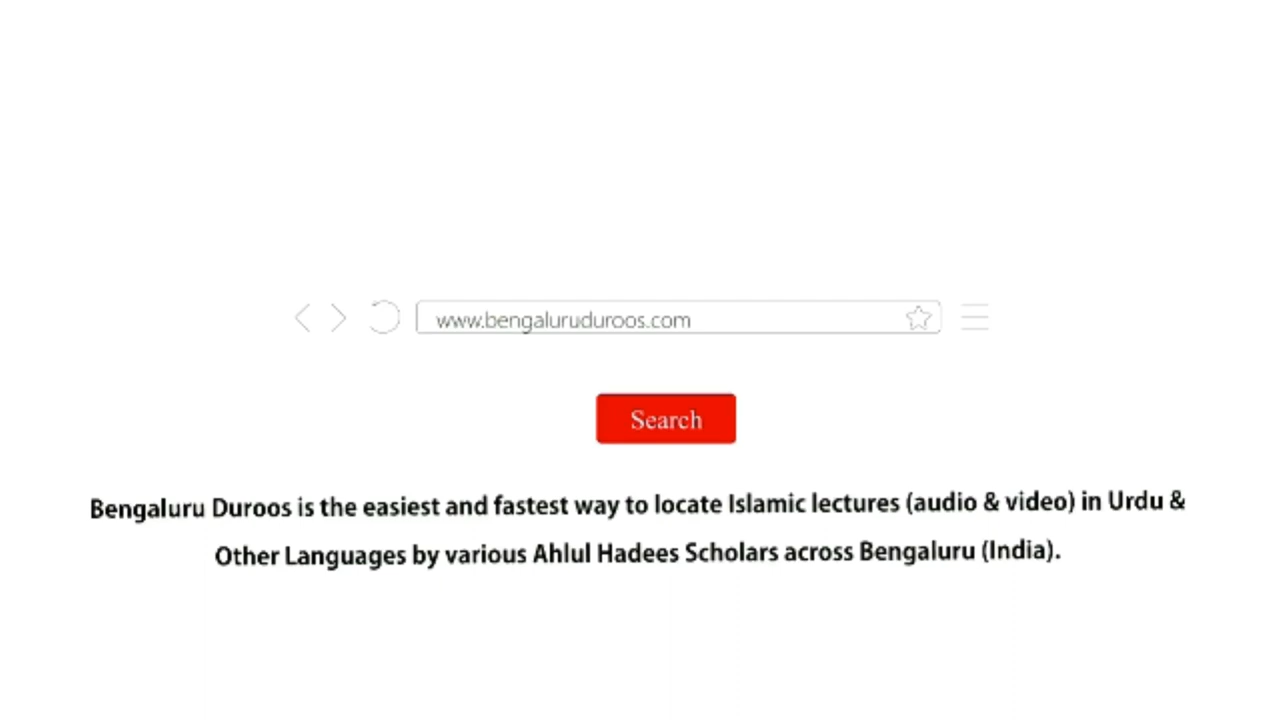 www.bengaluruduroos.com
Search
Bengaluru Duroos is the easiest and fastest way to locate Islamic lectures (audio & video) in Urdu &
Other Languages by various Ahlul Hadees Scholars across Bengaluru (India).